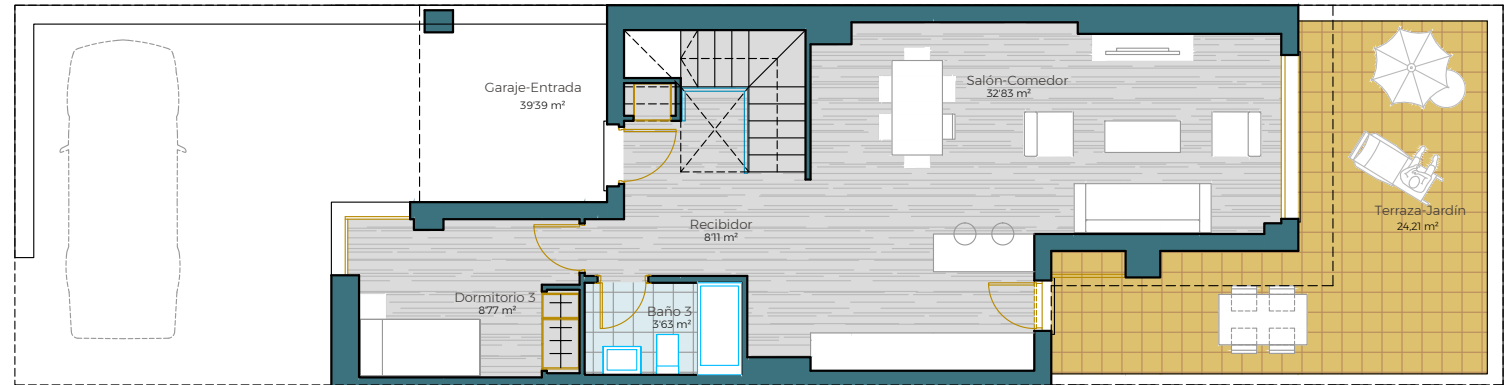 Garaje-Entrada
39'39 m²
Salón-Comedor
32'83 m²
Terraza-Jardín
24,21 m²
Recibidor
8'11 m²
Dormitorio 3
8'77 m²
Baño 3
3'63 m²